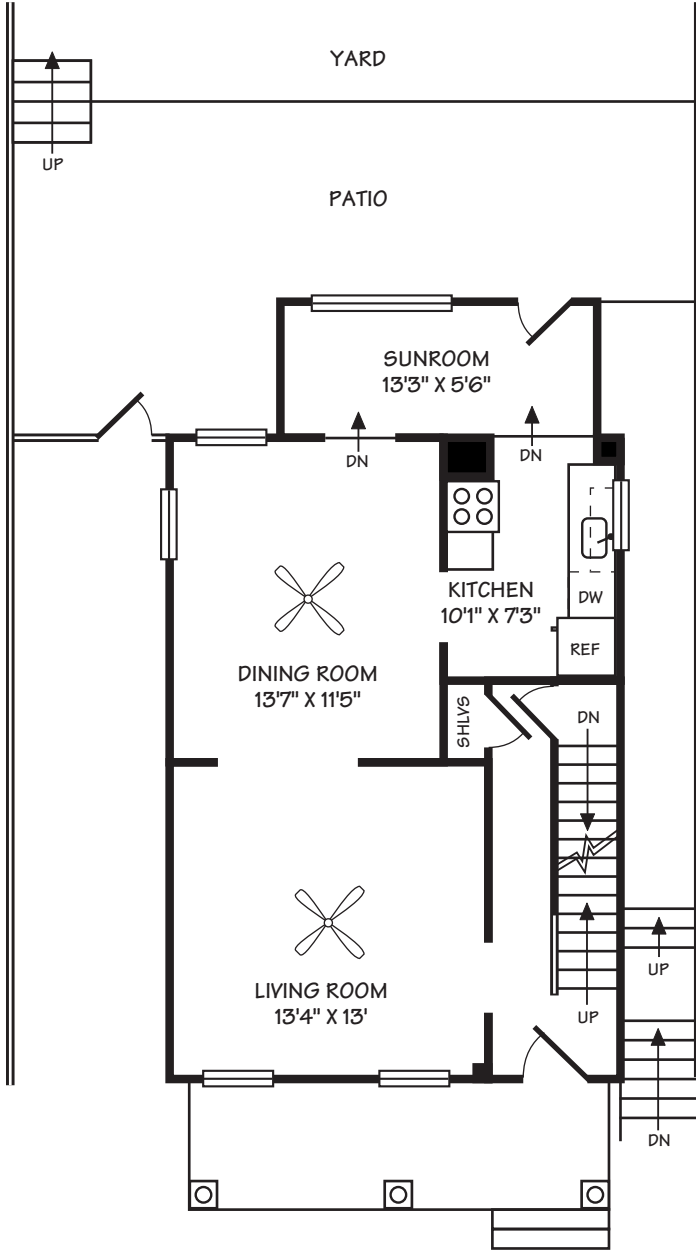 YARD
UP
PATIO
SUNROOM
13'3" X 5'6"
DN
DN
KITCHEN
10'1" X 7'3"
DW
REF
DINING ROOM
13'7" X 11'5"
SHLVS
DN
LIVING ROOM
13'4" X 13'
UP
UP
DN